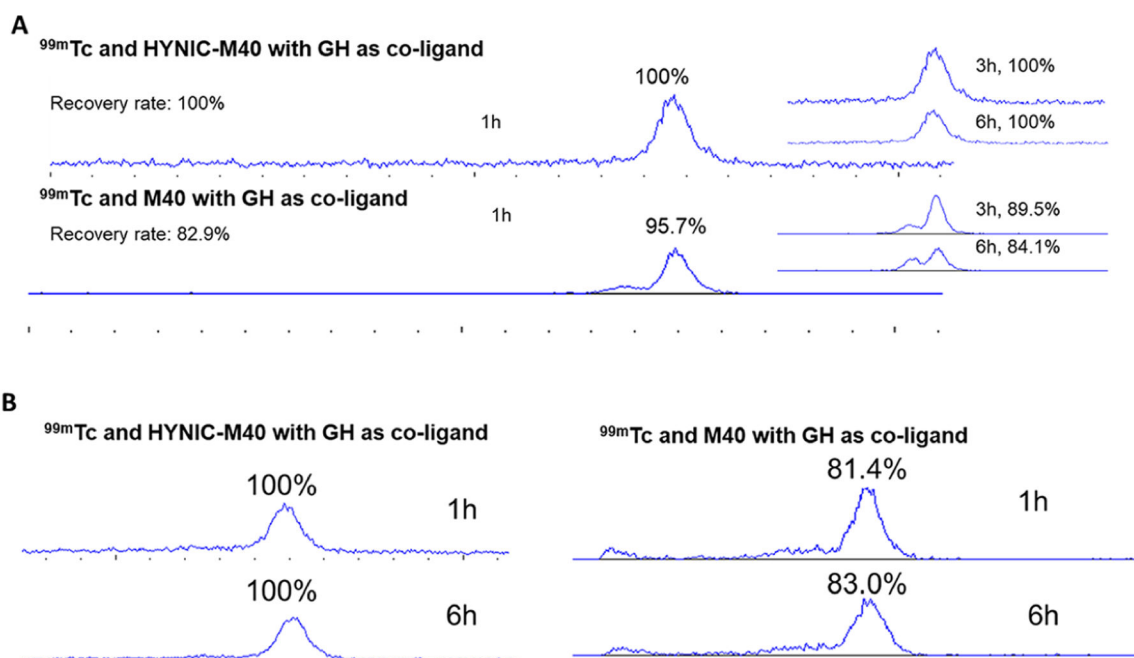 A
⁹⁹ᵐTc and HYNIC-M40 with GH as co-ligand
Recovery rate: 100%
1h
100%
3h, 100%
6h, 100%
⁹⁹ᵐTc and M40 with GH as co-ligand
Recovery rate: 82.9%
1h
95.7%
3h, 89.5%
6h, 84.1%
B
⁹⁹ᵐTc and HYNIC-M40 with GH as co-ligand
100%
1h
100%
6h
⁹⁹ᵐTc and M40 with GH as co-ligand
81.4%
1h
83.0%
6h